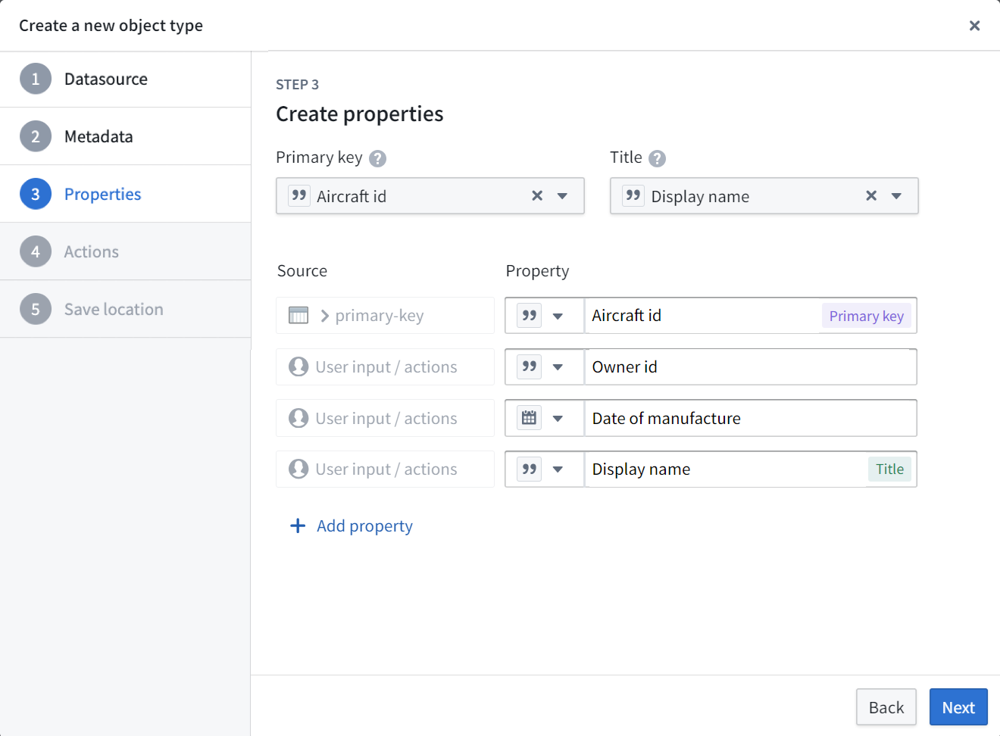 Create a new object type
1 Datasource
2 Metadata
3 Properties
4 Actions
5 Save location
STEP 3
Create properties
Primary key ?
Title ?
Aircraft id
Display name
Source Property
primary-key Aircraft id Primary key
User input / actions Owner id
User input / actions Date of manufacture
User input / actions Display name Title
Add property
Back Next